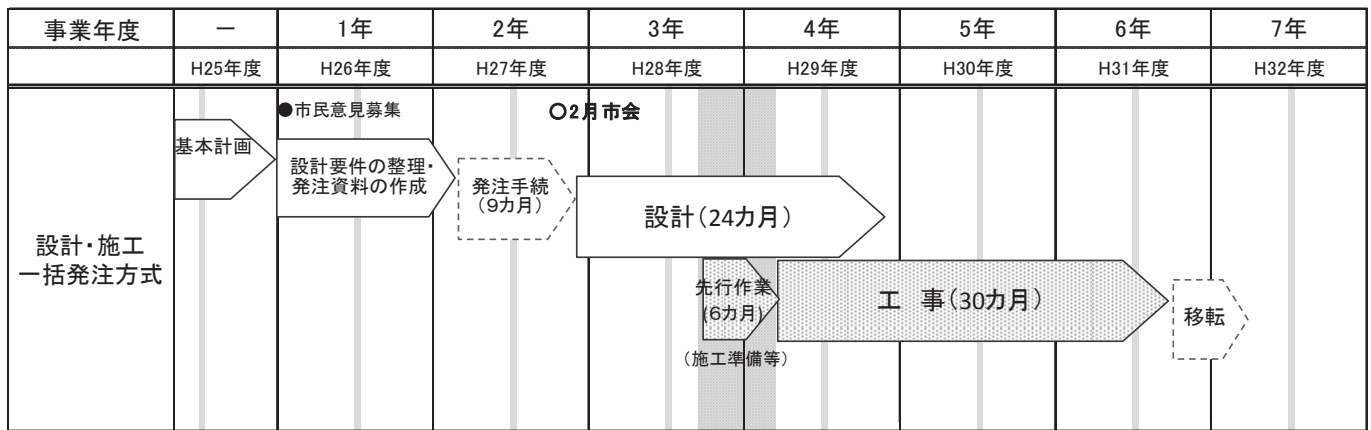 事業年度 － 1年 2年 3年 4年 5年 6年 7年
H25年度 H26年度 H27年度 H28年度 H29年度 H30年度 H31年度 H32年度
●市民意見募集
○2月市会
基本計画
設計要件の整理・
発注資料の作成
発注手続
（9カ月）
設計（24カ月）
設計・施工
一括発注方式
先行作業
(6カ月)
工　事（30カ月）
移転
（施工準備等）